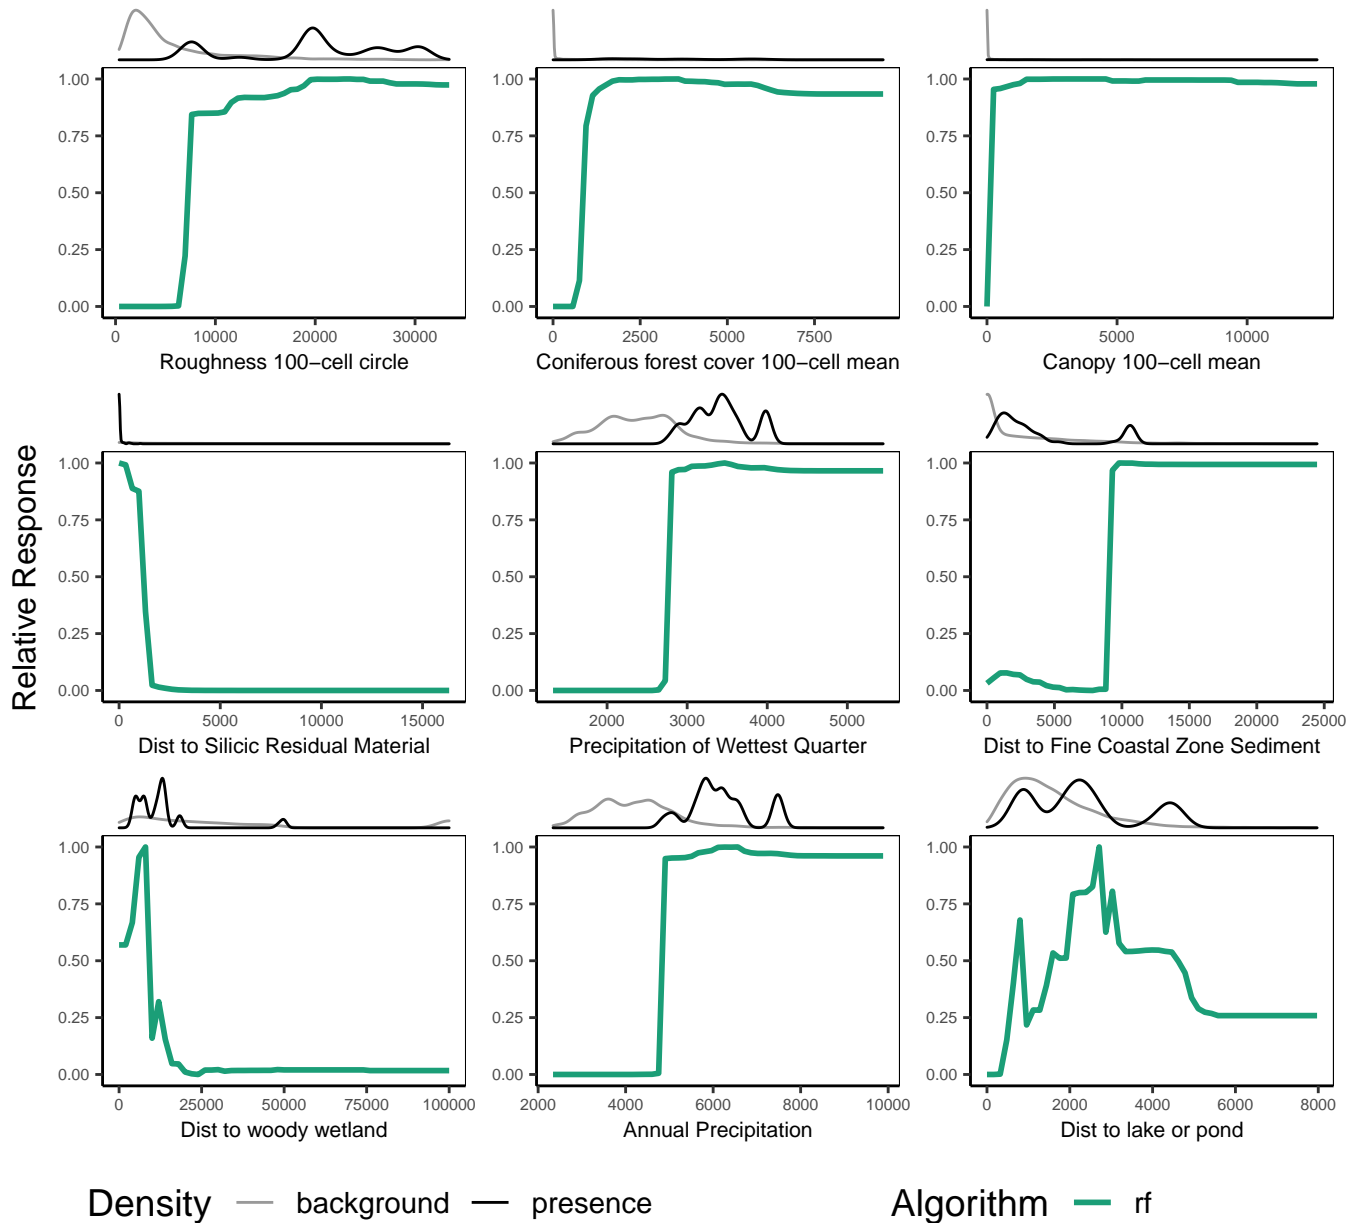 1.00
0.75
0.50
0.25
0.00
0 10000 20000 30000
Roughness 100−cell circle
1.00
0.75
0.50
0.25
0.00
0 2500 5000 7500
Coniferous forest cover 100−cell mean
1.00
0.75
0.50
0.25
0.00
0 5000 10000
Canopy 100−cell mean
Relative Response
1.00
0.75
0.50
0.25
0.00
0 5000 10000 15000
Dist to Silicic Residual Material
1.00
0.75
0.50
0.25
0.00
2000 3000 4000 5000
Precipitation of Wettest Quarter
1.00
0.75
0.50
0.25
0.00
0 5000 10000 15000 20000 25000
Dist to Fine Coastal Zone Sediment
1.00
0.75
0.50
0.25
0.00
0 25000 50000 75000 100000
Dist to woody wetland
1.00
0.75
0.50
0.25
0.00
2000 4000 6000 8000 10000
Annual Precipitation
1.00
0.75
0.50
0.25
0.00
0 2000 4000 6000 8000
Dist to lake or pond
Density background presence Algorithm rf